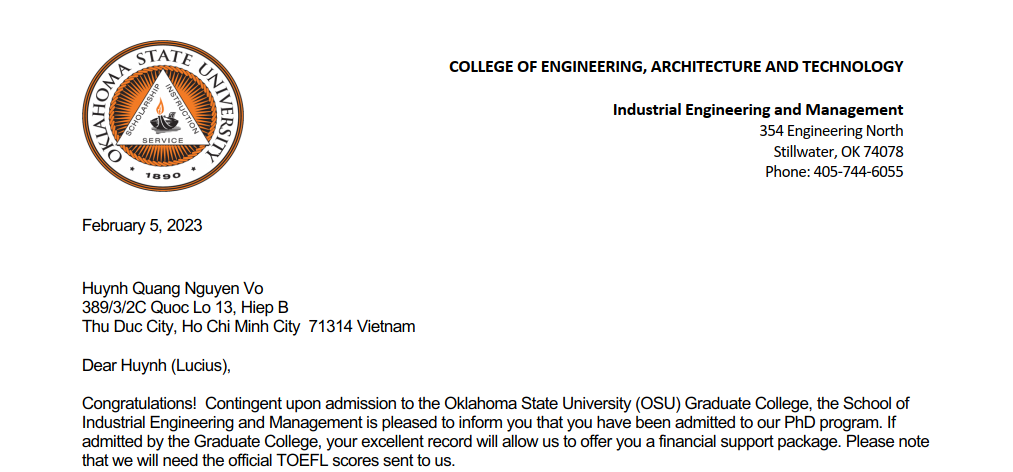 OKLAHOMA STATE UNIVERSITY
SCHOLARSHIP
INSTRUCTION
SERVICE
1890
COLLEGE OF ENGINEERING, ARCHITECTURE AND TECHNOLOGY
Industrial Engineering and Management
354 Engineering North
Stillwater, OK 74078
Phone: 405-744-6055
February 5, 2023
Huynh Quang Nguyen Vo
389/3/2C Quoc Lo 13, Hiep B
Thu Duc City, Ho Chi Minh City  71314 Vietnam
Dear Huynh (Lucius),
Congratulations!  Contingent upon admission to the Oklahoma State University (OSU) Graduate College, the School of
Industrial Engineering and Management is pleased to inform you that you have been admitted to our PhD program. If
admitted by the Graduate College, your excellent record will allow us to offer you a financial support package. Please note
that we will need the official TOEFL scores sent to us.